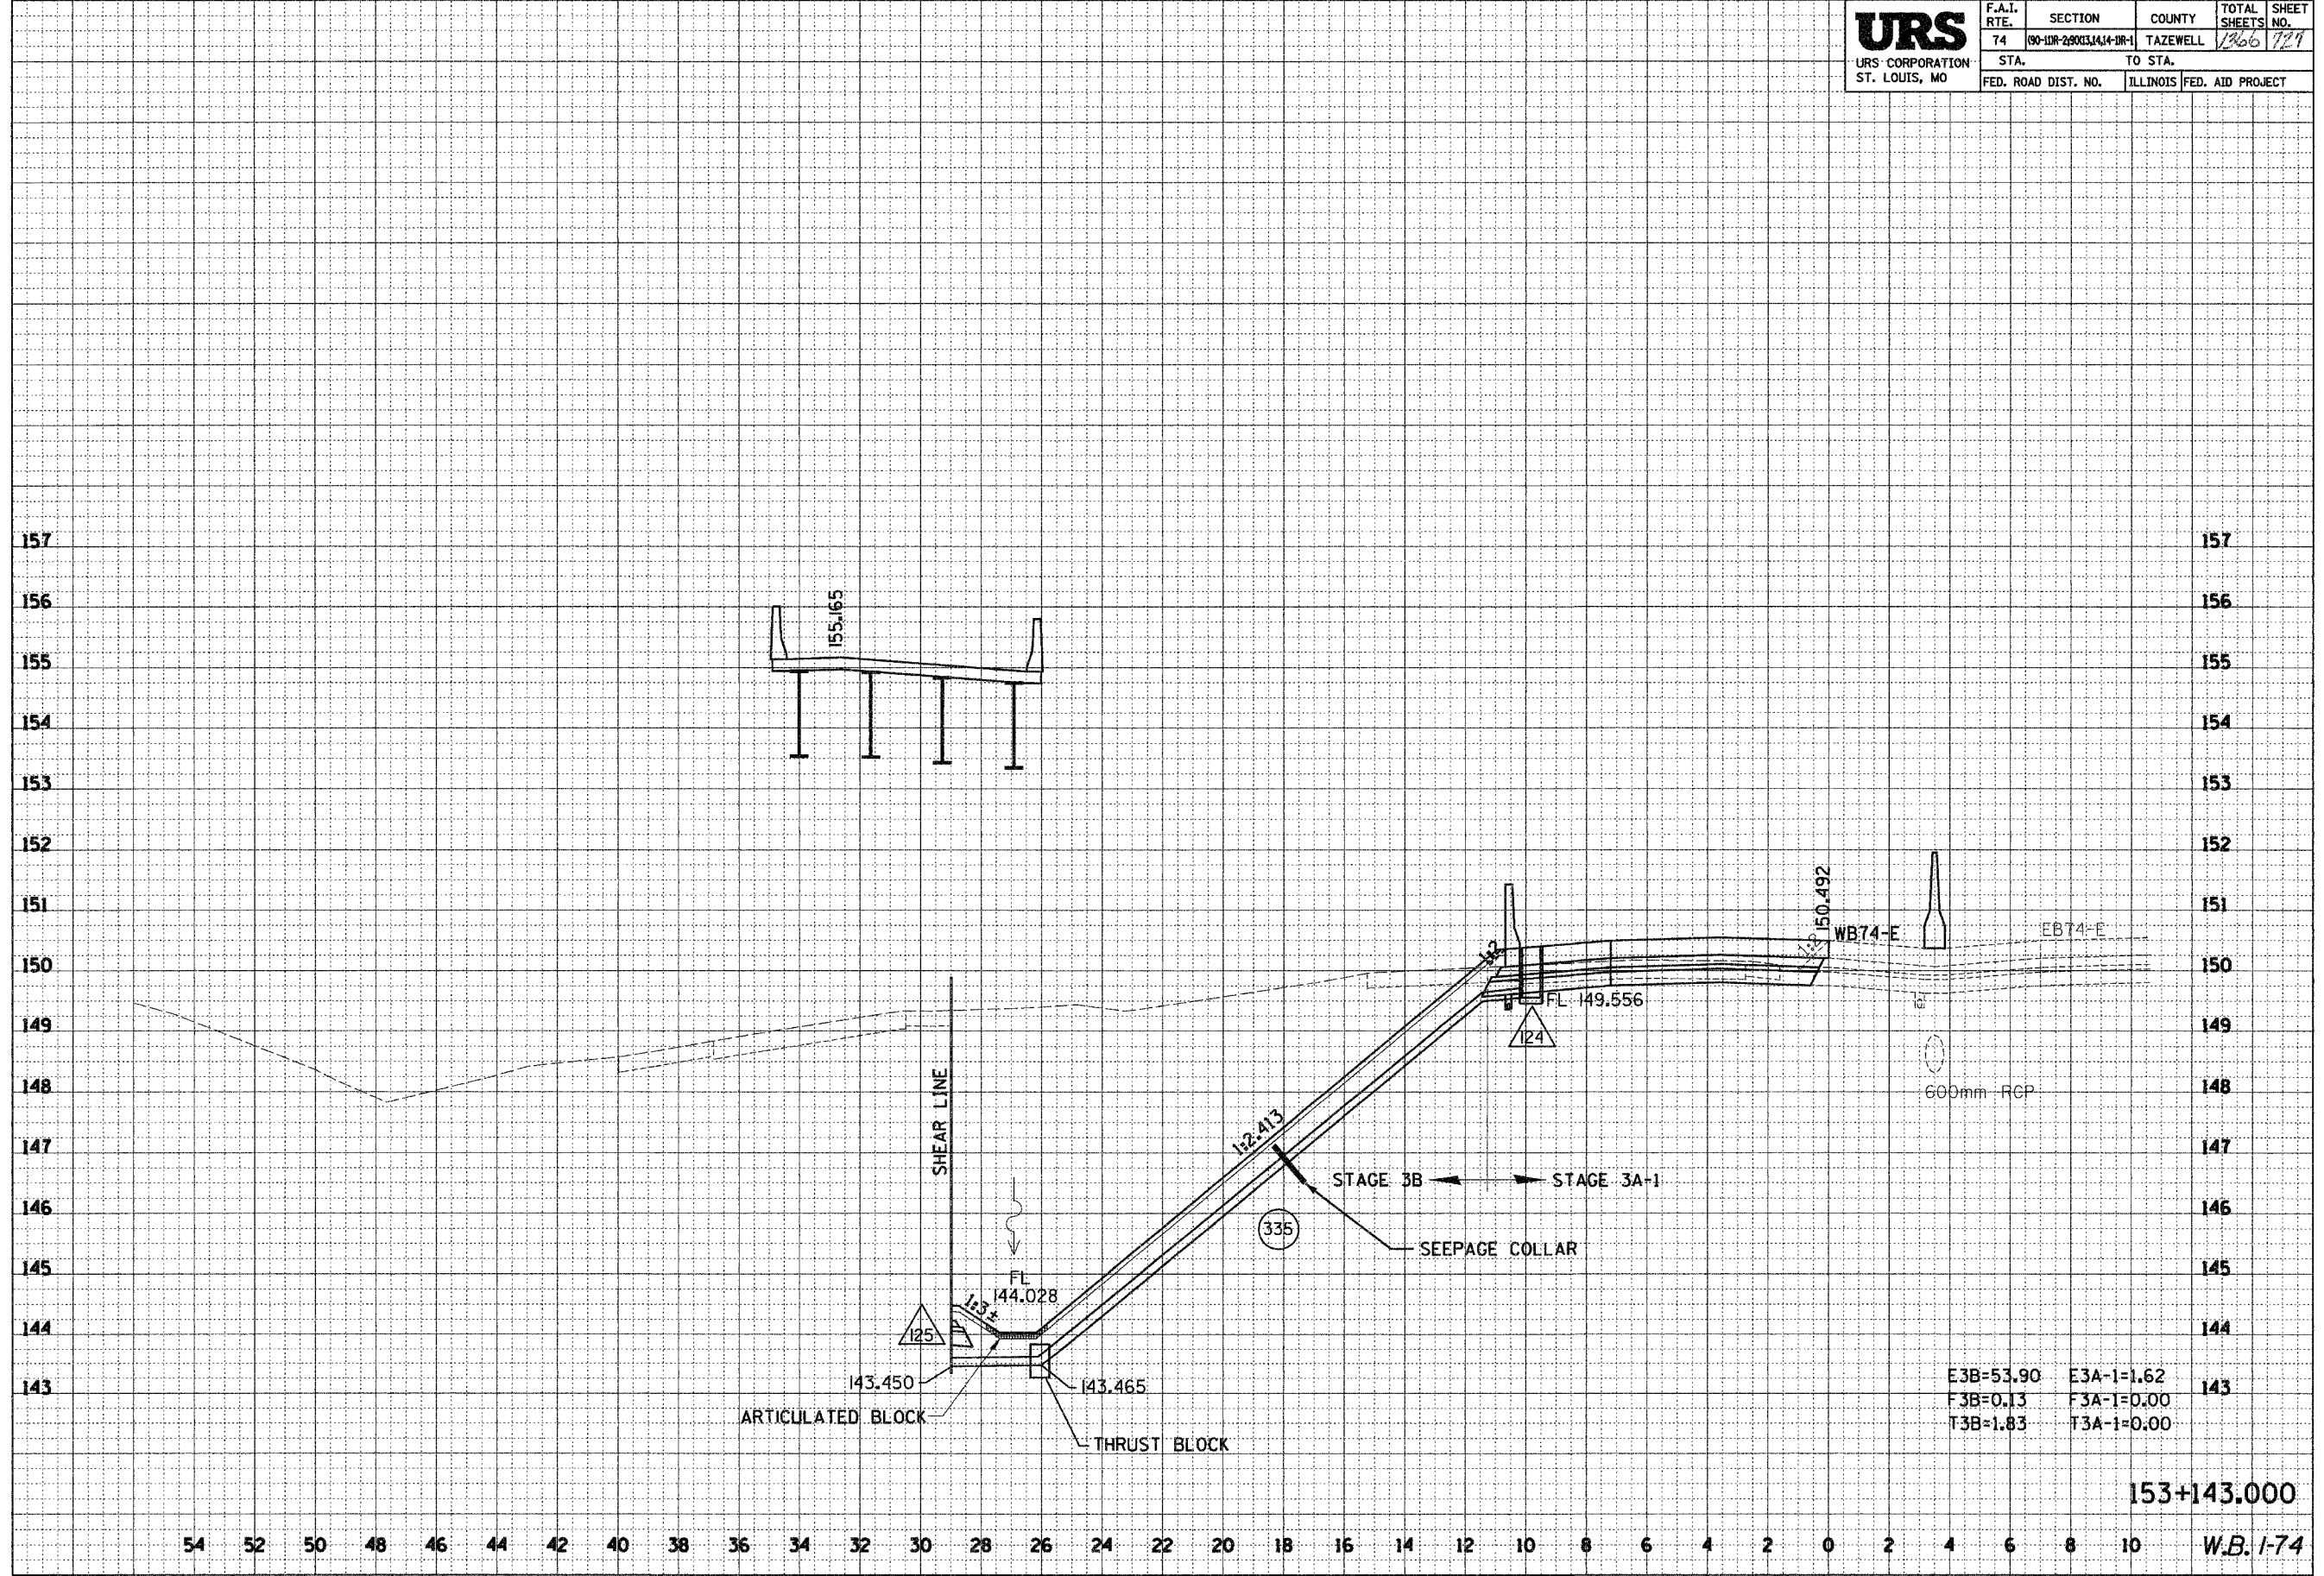 URS
URS CORPORATION
ST. LOUIS, MO
F.A.I. RTE.
SECTION
COUNTY
TOTAL SHEETS
SHEET NO.
74
TAZEWELL
1366
727
STA.
TO STA.
FED. ROAD DIST. NO.
ILLINOIS
FED. AID PROJECT
157
157
156
156
155.165
155
155
154
154
153
153
152
152
150.492
151
151
WB74-E
EB74-E
1:2
1:2
150
150
FL 149.556
149
149
124
SHEAR LINE
148
148
600mm RCP
1:2.413
147
147
STAGE 3B
STAGE 3A-1
146
146
335
SEEPAGE COLLAR
145
145
FL
144.028
1:3±
144
144
125
143.450
143.465
143
143
E3B=53.90 E3A-1=1.62
F3B=0.13 F3A-1=0.00
T3B=1.83 T3A-1=0.00
ARTICULATED BLOCK
THRUST BLOCK
153+143.000
54 52 50 48 46 44 42 40 38 36 34 32 30 28 26 24 22 20 18 16 14 12 10 8 6 4 2 0 2 4 6 8 10
W.B. I-74